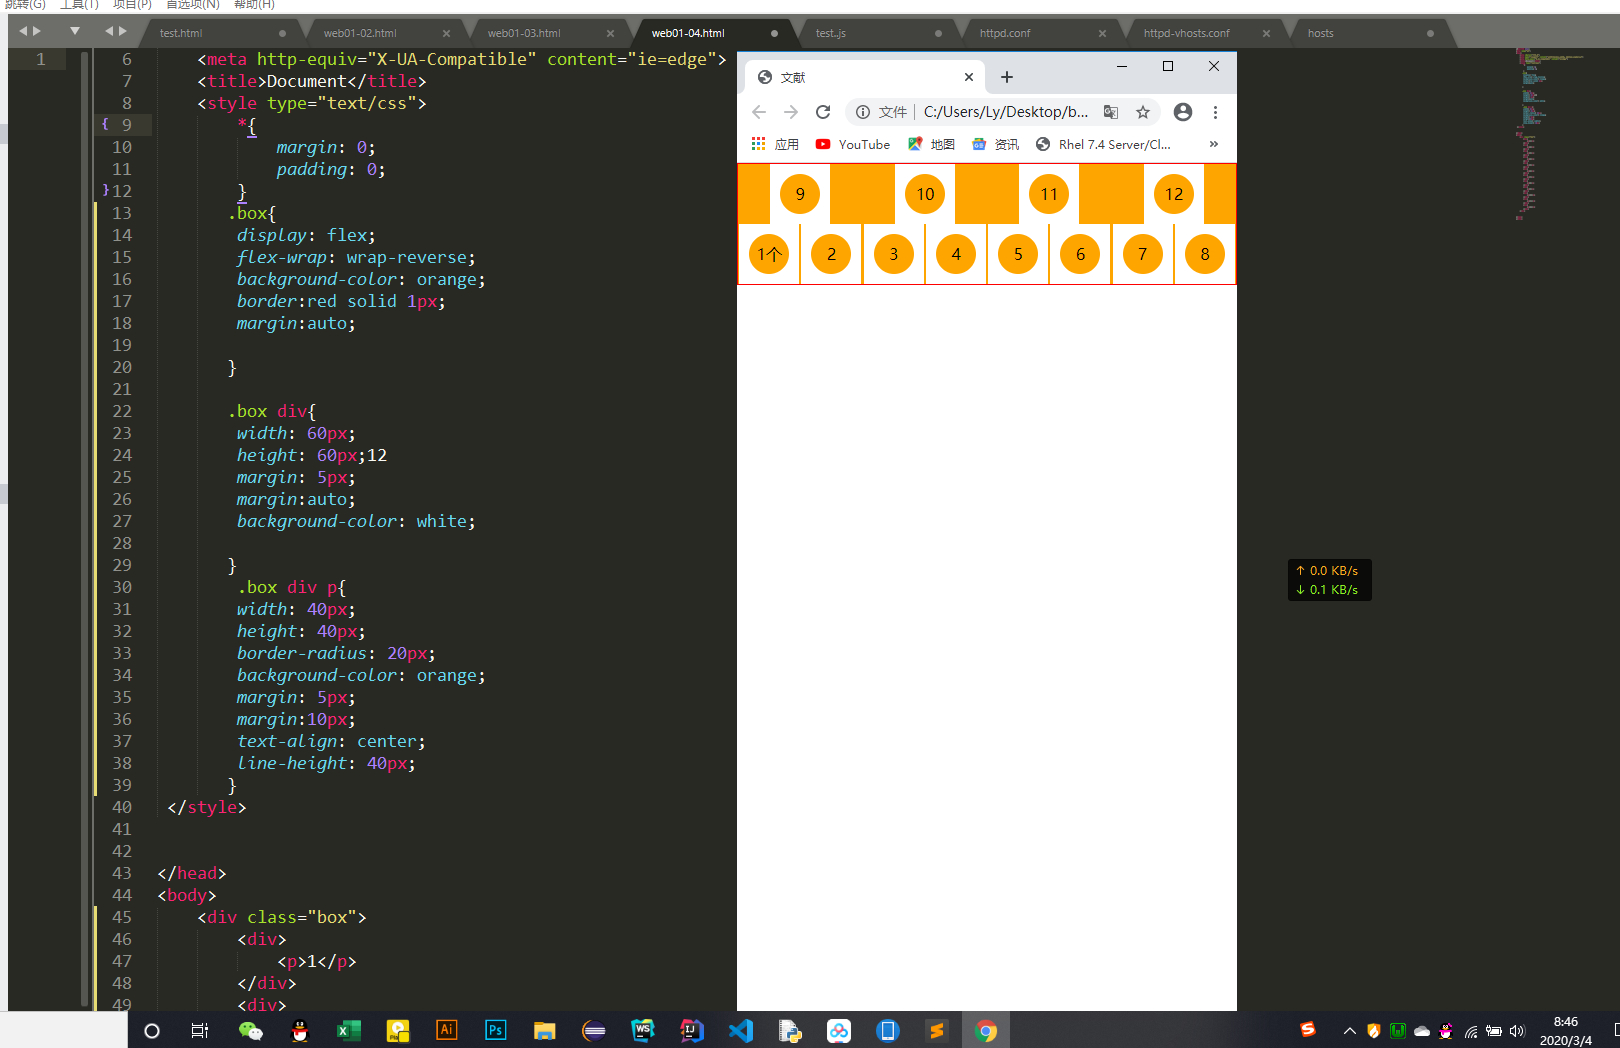 跳转(G) 工具(T) 项目(P) 首选项(N) 帮助(H)
test.html web01-02.html web01-03.html web01-04.html test..js httpd.conf httpd-vhosts.conf hosts
1
6 <meta http-equiv="X-UA-Compatible" content="ie=edge">
7 <title>Document</title>
8 <style type="text/css">
{ 9 *{
10 margin: 0;
11 padding: 0;
}12 }
13 .box{
14 display: flex;
15 flex-wrap: wrap-reverse;
16 background-color: orange;
17 border:red solid 1px;
18 margin:auto;
19
20 }
21
22 .box div{
23 width: 60px;
24 height: 60px;12
25 margin: 5px;
26 margin:auto;
27 background-color: white;
28
29 }
30 .box div p{
31 width: 40px;
32 height: 40px;
33 border-radius: 20px;
34 background-color: orange;
35 margin: 5px;
36 margin:10px;
37 text-align: center;
38 line-height: 40px;
39 }
40 </style>
41
42
43 </head>
44 <body>
45 <div class="box">
46 <div>
47 <p>1</p>
48 </div>
49 <div>
文献
文件 C:/Users/Ly/Desktop/b...
应用 YouTube 地图 资讯 Rhel 7.4 Server/Cl... »
9 10 11 12
1个 2 3 4 5 6 7 8
↑ 0.0 KB/s
↓ 0.1 KB/s
8:46
2020/3/4